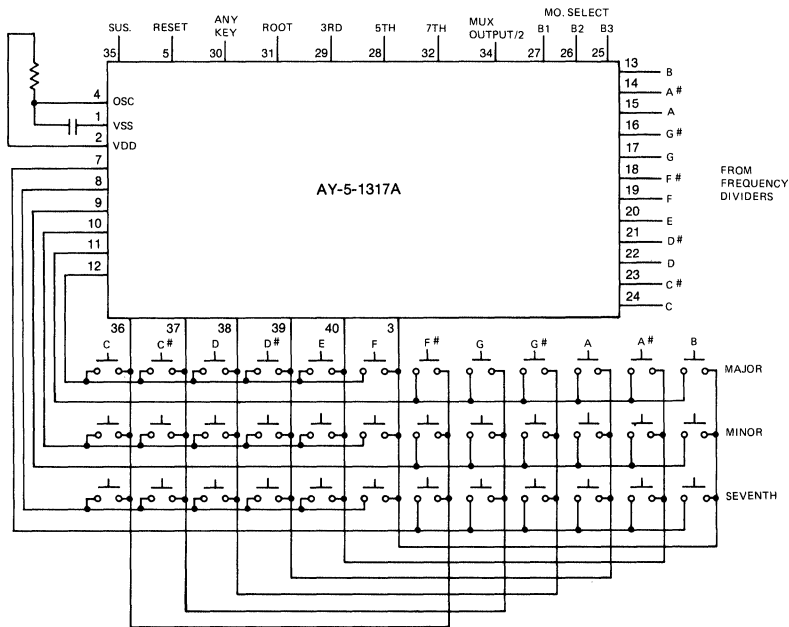 SUS. RESET ANY KEY ROOT 3RD 5TH 7TH MUX OUTPUT/2 MO. SELECT B1 B2 B3
35 5 30 31 29 28 32 34 27 26 25
4 OSC
1 VSS
2 VDD
7
8
9
10
11
12
AY-5-1317A
13 B
14 A#
15 A
16 G#
17 G
18 F#
19 F
20 E
21 D#
22 D
23 C#
24 C
FROM
FREQUENCY
DIVIDERS
36 37 38 39 40 3
C C# D D# E F F# G G# A A# B
MAJOR
MINOR
SEVENTH